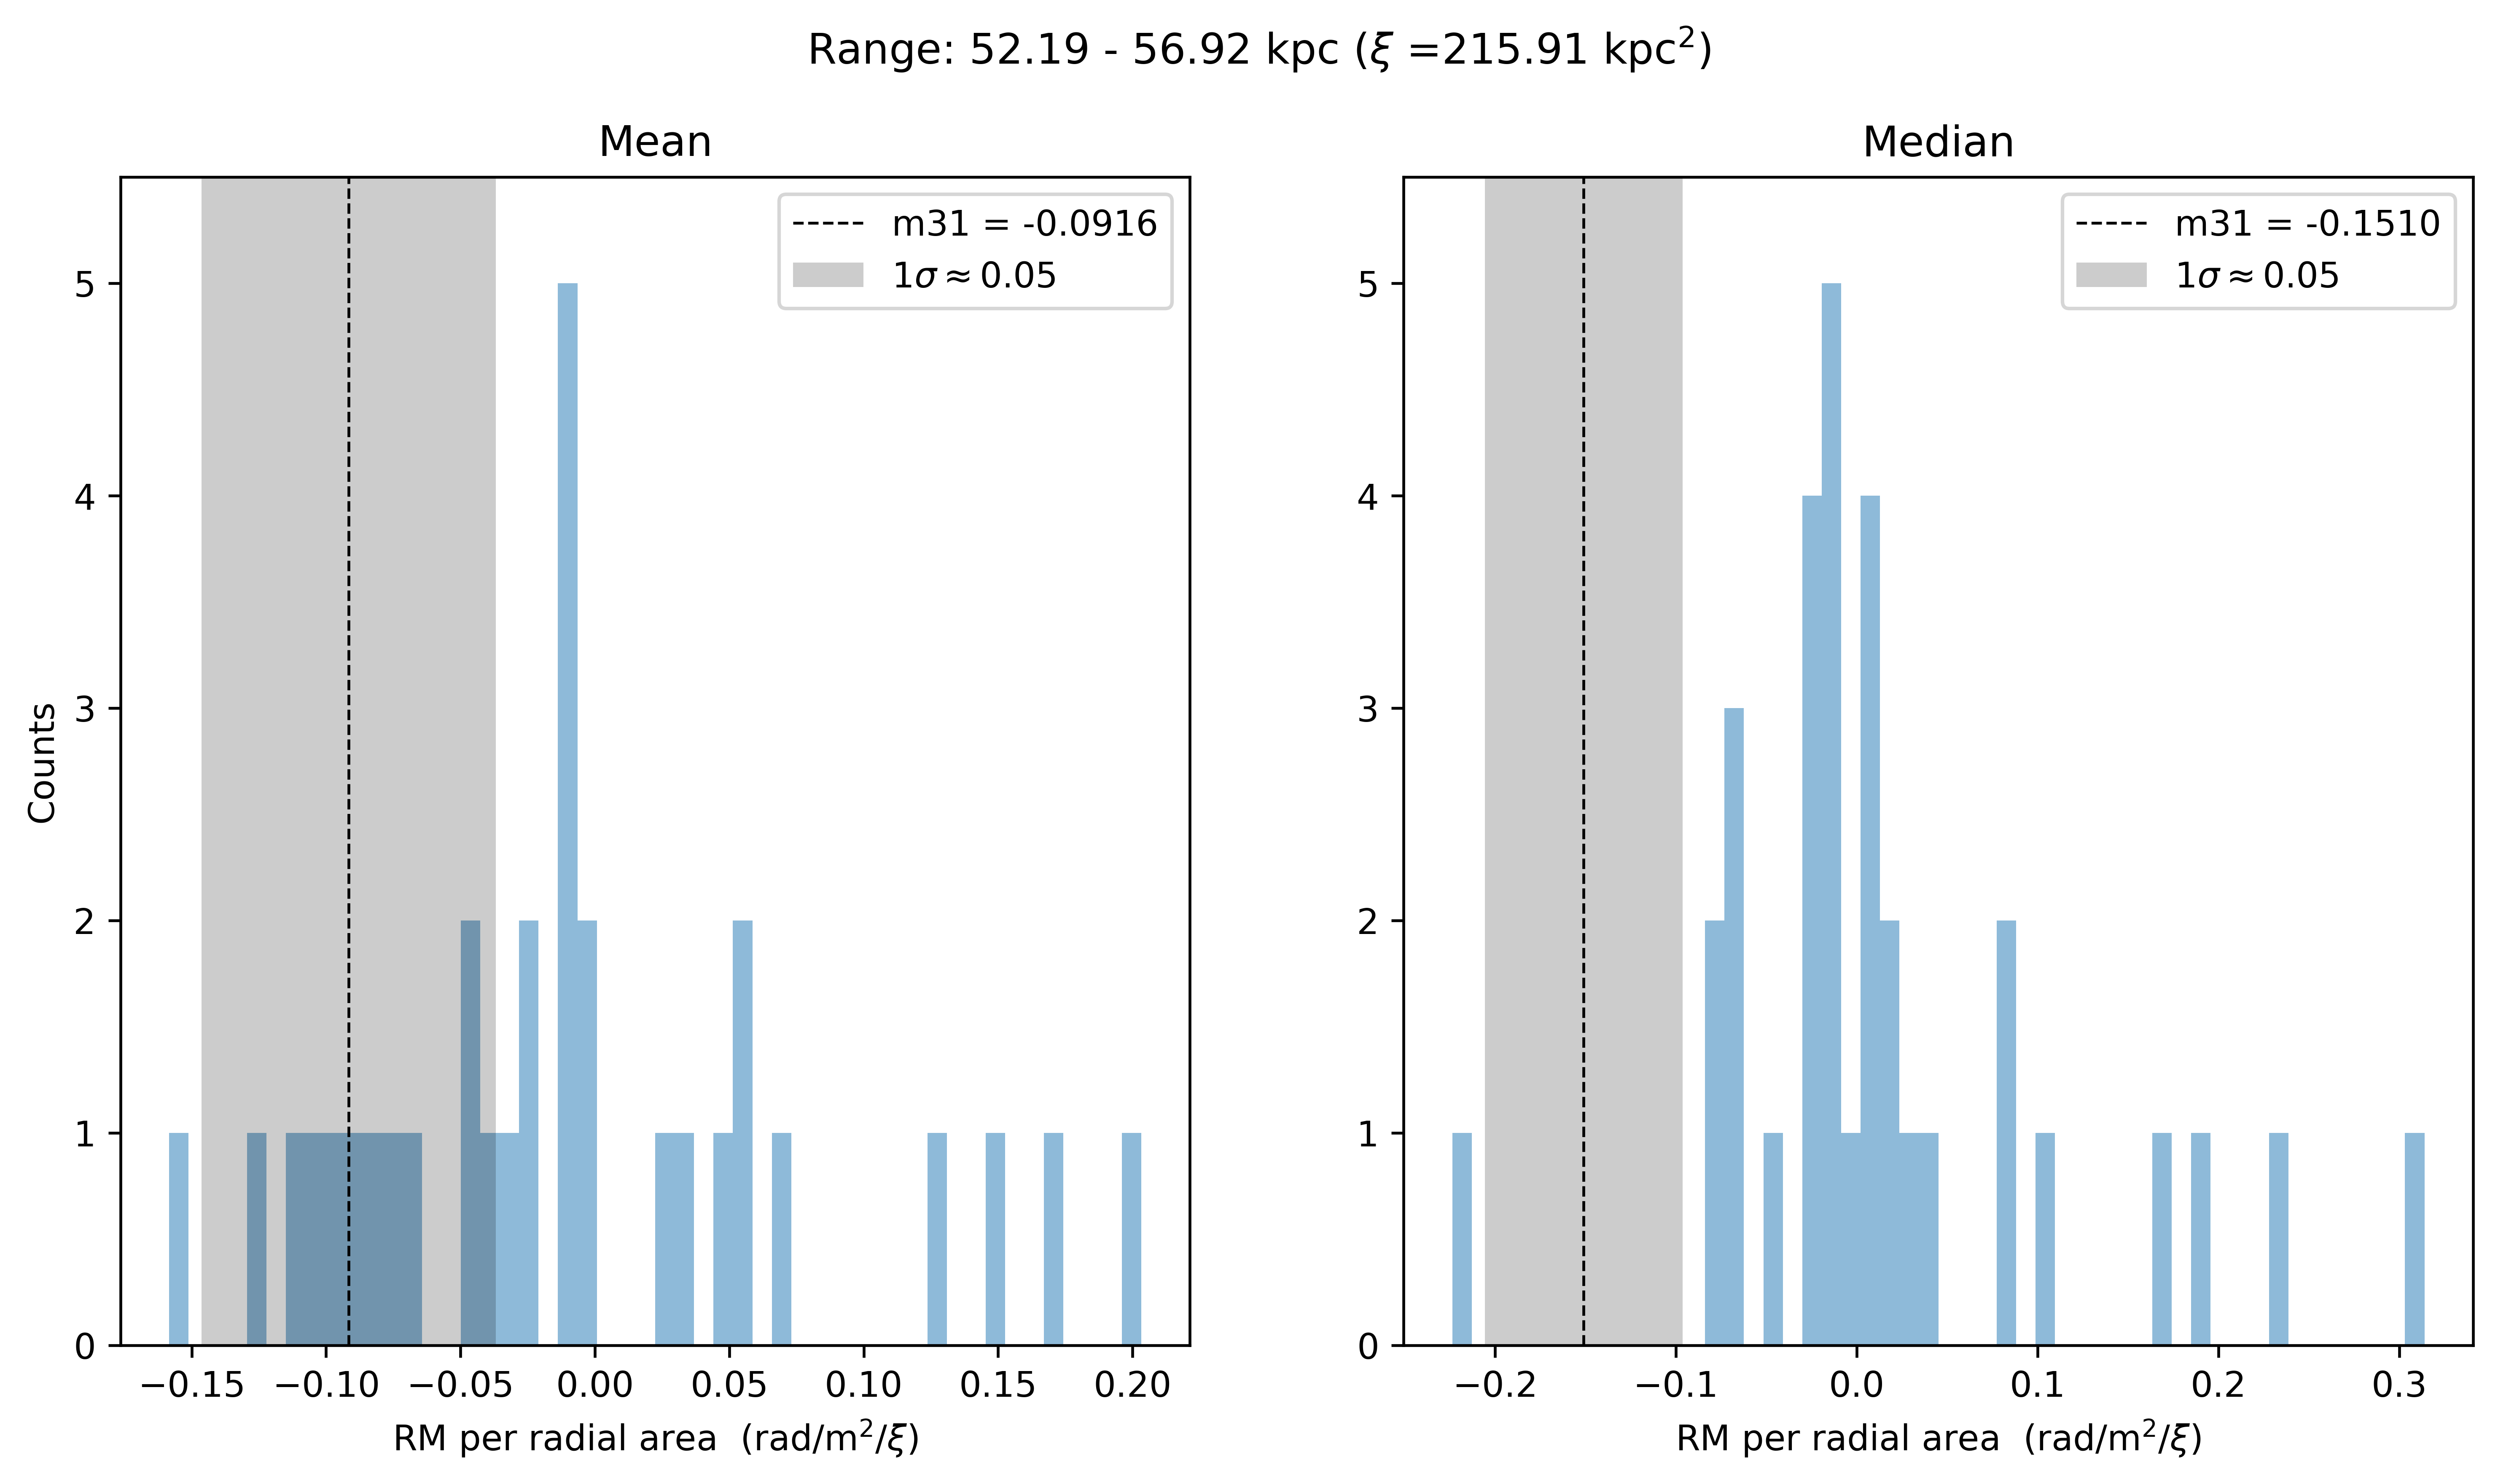 Range: 52.19 - 56.92 kpc (ξ =215.91 kpc²)
Mean
m31 = -0.0916
1σ ≈ 0.05
Counts
5
4
3
2
1
0
−0.15 −0.10 −0.05 0.00 0.05 0.10 0.15 0.20
RM per radial area (rad/m²/ξ)
Median
m31 = -0.1510
1σ ≈ 0.05
5
4
3
2
1
0
−0.2 −0.1 0.0 0.1 0.2 0.3
RM per radial area (rad/m²/ξ)